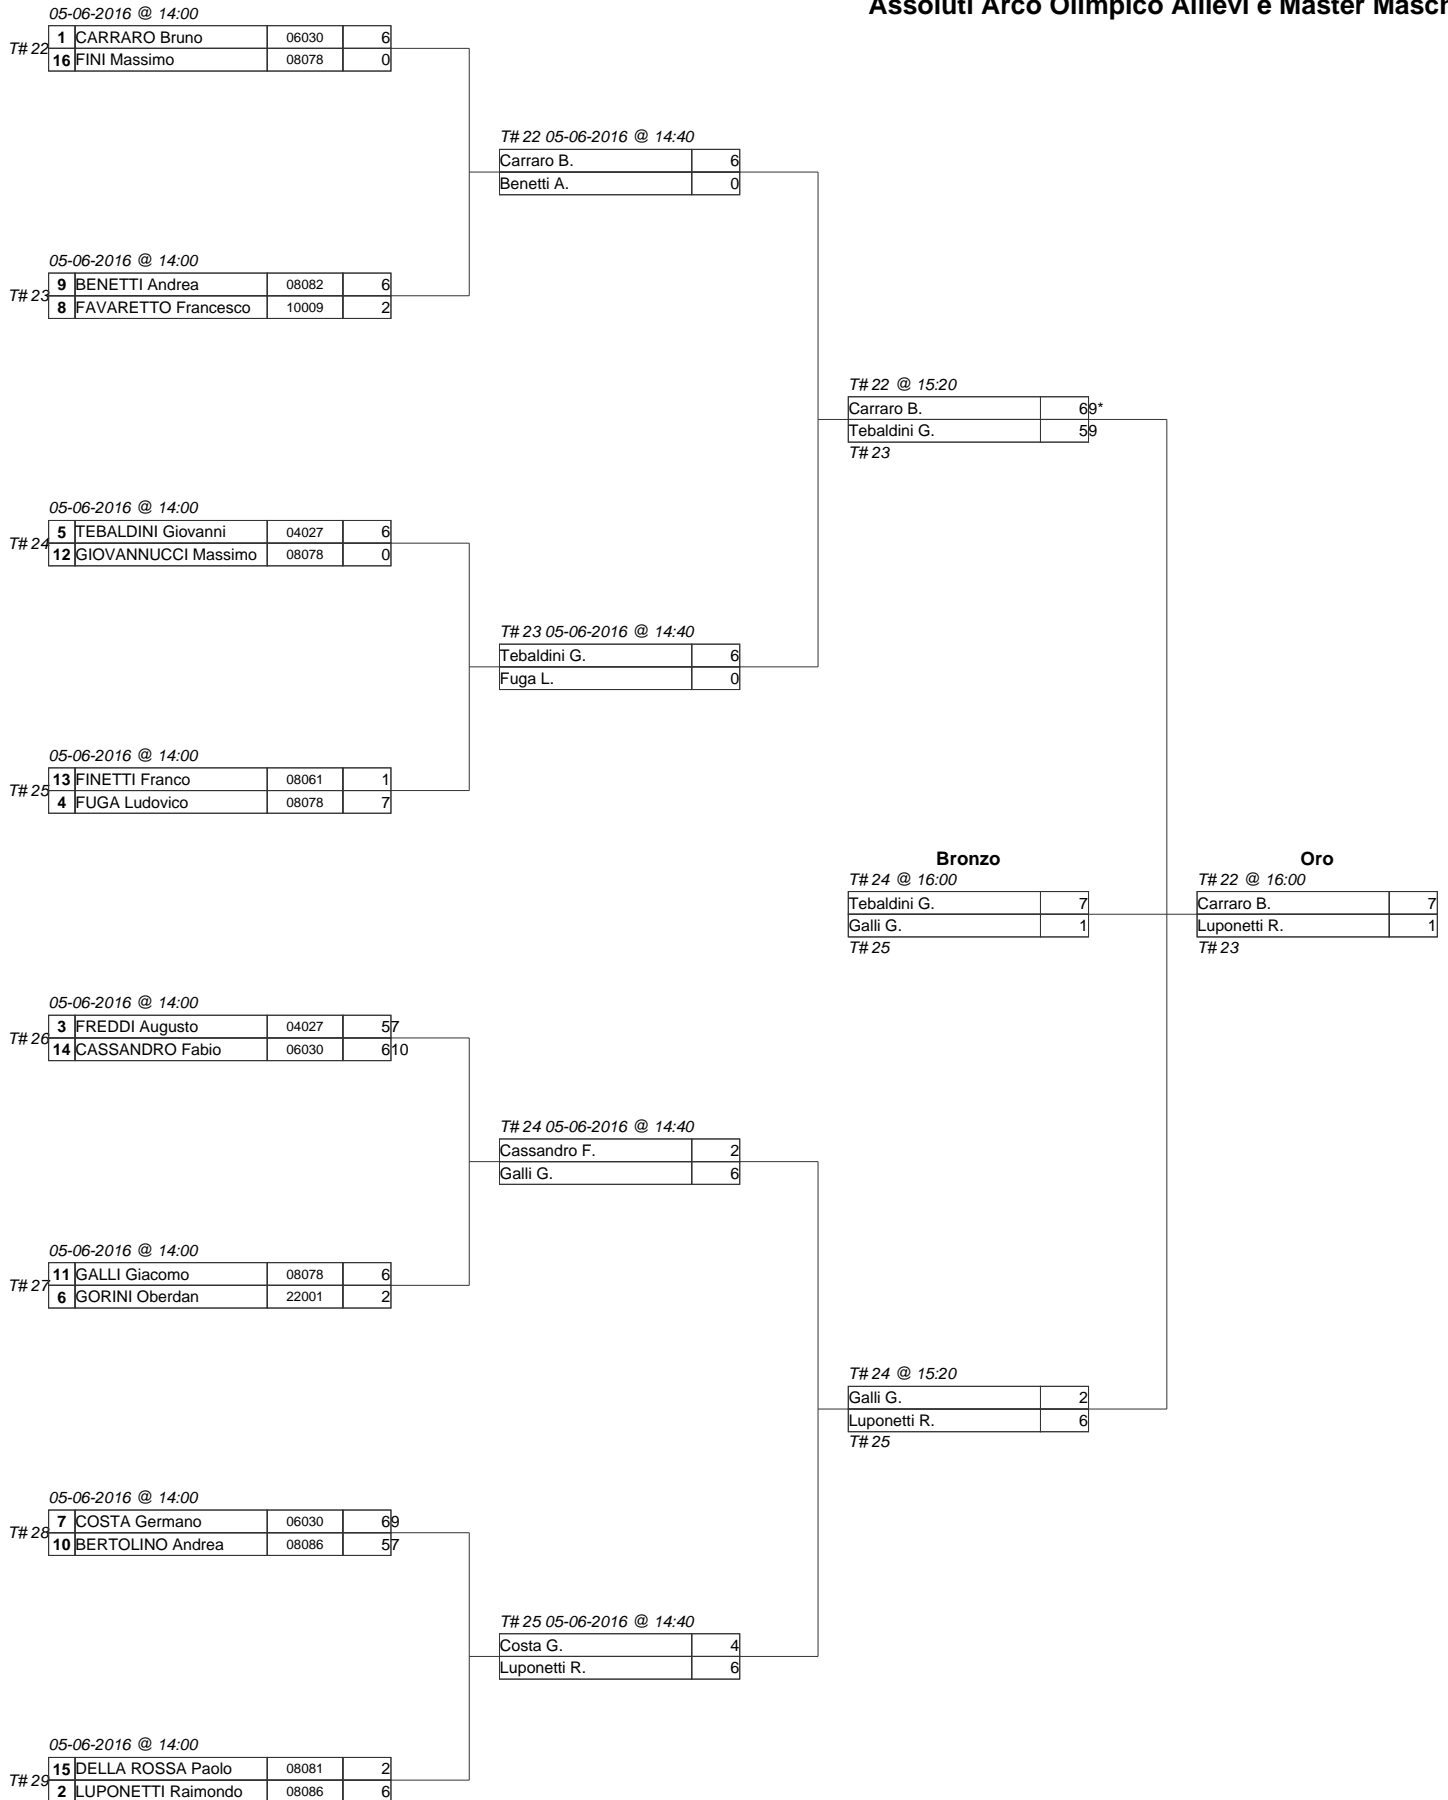 Assoluti Arco Olimpico Allievi e Master
05-06-2016 @ 14:00
T# 22
1 CARRARO Bruno 06030 6
16 FINI Massimo 08078 0
T# 22 05-06-2016 @ 14:40
Carraro B. 6
Benetti A. 0
05-06-2016 @ 14:00
T# 23
9 BENETTI Andrea 08082 6
8 FAVARETTO Francesco 10009 2
T# 22 @ 15:20
Carraro B. 69*
Tebaldini G. 59
T# 23
05-06-2016 @ 14:00
T# 24
5 TEBALDINI Giovanni 04027 6
12 GIOVANNUCCI Massimo 08078 0
T# 23 05-06-2016 @ 14:40
Tebaldini G. 6
Fuga L. 0
05-06-2016 @ 14:00
T# 25
13 FINETTI Franco 08061 1
4 FUGA Ludovico 08078 7
Bronzo
T# 24 @ 16:00
Tebaldini G. 7
Galli G. 1
T# 25
Oro
T# 22 @ 16:00
Carraro B. 7
Luponetti R. 1
T# 23
05-06-2016 @ 14:00
T# 26
3 FREDDI Augusto 04027 57
14 CASSANDRO Fabio 06030 610
T# 24 05-06-2016 @ 14:40
Cassandro F. 2
Galli G. 6
05-06-2016 @ 14:00
T# 27
11 GALLI Giacomo 08078 6
6 GORINI Oberdan 22001 2
T# 24 @ 15:20
Galli G. 2
Luponetti R. 6
T# 25
05-06-2016 @ 14:00
T# 28
7 COSTA Germano 06030 69
10 BERTOLINO Andrea 08086 57
T# 25 05-06-2016 @ 14:40
Costa G. 4
Luponetti R. 6
05-06-2016 @ 14:00
T# 29
15 DELLA ROSSA Paolo 08081 2
2 LUPONETTI Raimondo 08086 6